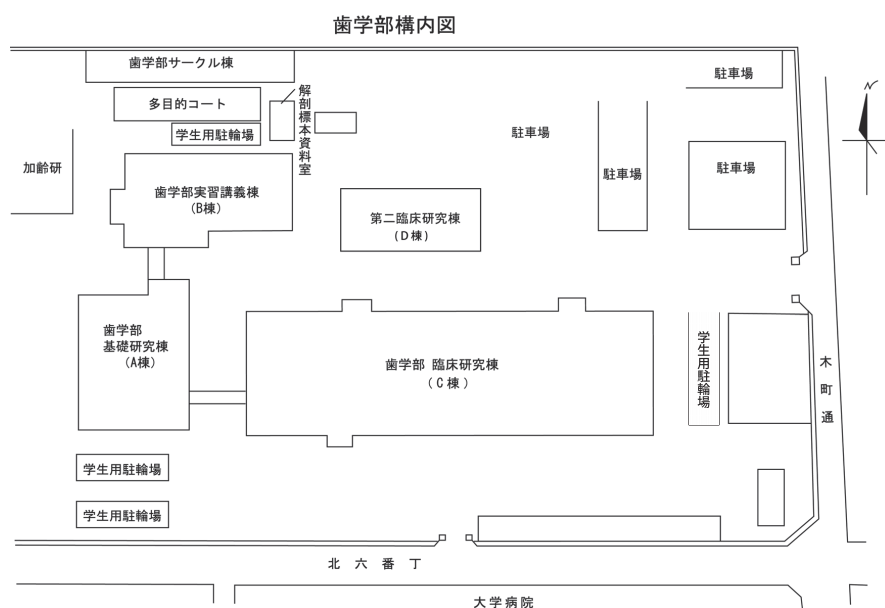 歯学部構内図
歯学部サークル棟
多目的コート
学生用駐輪場
解剖標本資料室
駐車場
駐車場
駐車場
駐車場
N
加齢研
歯学部実習講義棟
(B棟)
第二臨床研究棟
(D棟)
歯学部
基礎研究棟
(A棟)
歯学部 臨床研究棟
(C棟)
学生用駐輪場
木町通
学生用駐輪場
学生用駐輪場
北六番丁
大学病院